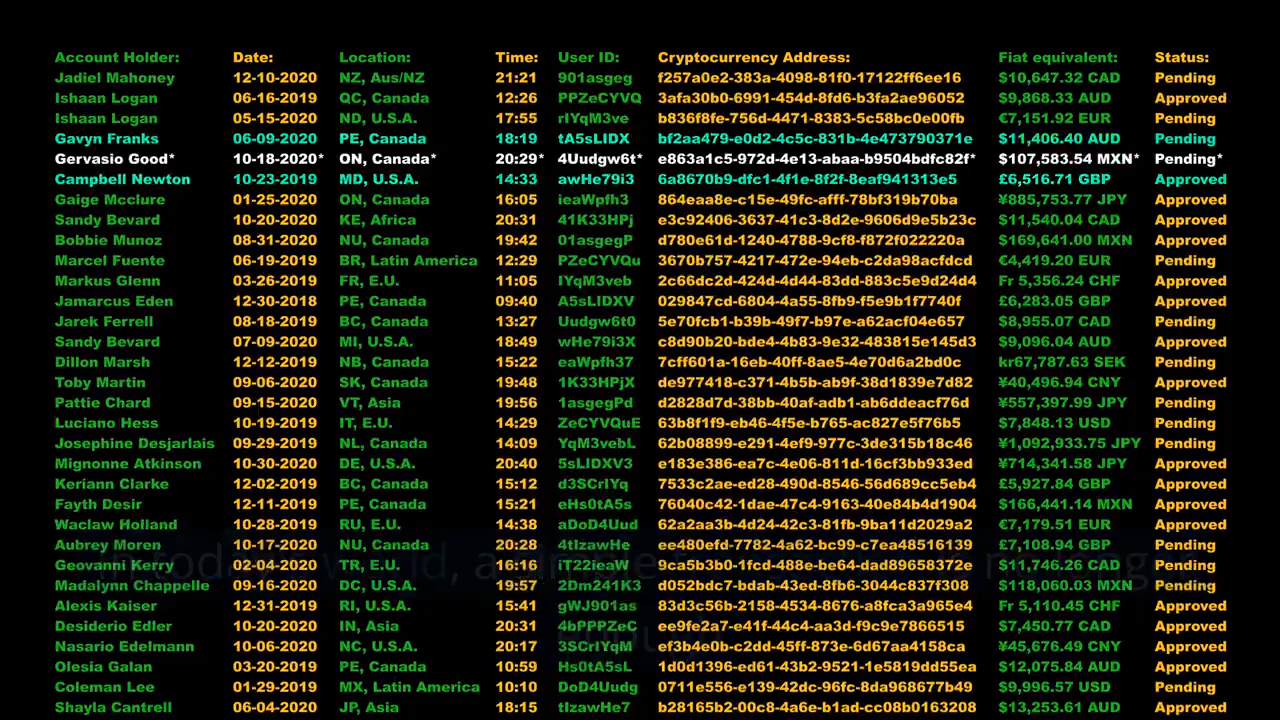 Account Holder: Date: Location: Time: User ID: Cryptocurrency Address: Fiat equivalent: Status:
Jadiel Mahoney 12-10-2020 NZ, Aus/NZ 21:21 901asgeg f257a0e2-383a-4098-81f0-17122ff6ee16 $10,647.32 CAD Pending
Ishaan Logan 06-16-2019 QC, Canada 12:26 PPZeCYVQ 3afa30b0-6991-454d-8fd6-b3fa2ae96052 $9,868.33 AUD Approved
Ishaan Logan 05-15-2020 ND, U.S.A. 17:55 rIYqM3ve b836f8fe-756d-4471-8383-5c58bc0e00fb €7,151.92 EUR Pending
Gavyn Franks 06-09-2020 PE, Canada 18:19 tA5sLIDX bf2aa479-e0d2-4c5c-831b-4e473790371e $11,406.40 AUD Pending
Gervasio Good* 10-18-2020* ON, Canada* 20:29* 4Uudgw6t* e863a1c5-972d-4e13-abaa-b9504bdfc82f* $107,583.54 MXN* Pending*
Campbell Newton 10-23-2019 MD, U.S.A. 14:33 awHe79i3 6a8670b9-dfc1-4f1e-8f2f-8eaf941313e5 £6,516.71 GBP Approved
Gaige Mcclure 01-25-2020 ON, Canada 16:05 ieaWpfh3 864eaa8e-c15e-49fc-afff-78bf319b70ba ¥885,753.77 JPY Approved
Sandy Bevard 10-20-2020 KE, Africa 20:31 41K33HPj e3c92406-3637-41c3-8d2e-9606d9e5b23c $11,540.04 CAD Approved
Bobbie Munoz 08-31-2020 NU, Canada 19:42 01asgegP d780e61d-1240-4788-9cf8-f872f022220a $169,641.00 MXN Approved
Marcel Fuente 06-19-2019 BR, Latin America 12:29 PZeCYVQu 3670b757-4217-472e-94eb-c2da98acfdcd €4,419.20 EUR Pending
Markus Glenn 03-26-2019 FR, E.U. 11:05 IYqM3veb 2c66dc2d-424d-4d44-83dd-883c5e9d24d4 Fr 5,356.24 CHF Approved
Jamarcus Eden 12-30-2018 PE, Canada 09:40 A5sLIDXV 029847cd-6804-4a55-8fb9-f5e9b1f7740f £6,283.05 GBP Approved
Jarek Ferrell 08-18-2019 BC, Canada 13:27 Uudgw6t0 5e70fcb1-b39b-49f7-b97e-a62acf04e657 $8,955.07 CAD Pending
Sandy Bevard 07-09-2020 MI, U.S.A. 18:49 wHe79i3X c8d90b20-bde4-4b83-9e32-483815e145d3 $9,096.04 AUD Approved
Dillon Marsh 12-12-2019 NB, Canada 15:22 eaWpfh37 7cff601a-16eb-40ff-8ae5-4e70d6a2bd0c kr67,787.63 SEK Pending
Toby Martin 09-06-2020 SK, Canada 19:48 1K33HPjX de977418-c371-4b5b-ab9f-38d1839e7d82 ¥40,496.94 CNY Approved
Pattie Chard 09-15-2020 VT, Asia 19:56 1asgegPd d2828d7d-38bb-40af-adb1-ab6ddeacf76d ¥557,397.99 JPY Pending
Luciano Hess 10-19-2019 IT, E.U. 14:29 ZeCYVQuE 63b8f1f9-eb46-4f5e-b765-ac827e5f76b5 $7,848.13 USD Pending
Josephine Desjarlais 09-29-2019 NL, Canada 14:09 YqM3vebL 62b08899-e291-4ef9-977c-3de315b18c46 ¥1,092,933.75 JPY Pending
Mignonne Atkinson 10-30-2020 DE, U.S.A. 20:40 5sLIDXV3 e183e386-ea7c-4e06-811d-16cf3bb933ed ¥714,341.58 JPY Approved
Keriann Clarke 12-02-2019 BC, Canada 15:12 d3SCrIYq 7533c2ae-ed28-490d-8546-56d689cc5eb4 £5,927.84 GBP Approved
Fayth Desir 12-11-2019 PE, Canada 15:21 eHs0tA5s 76040c42-1dae-47c4-9163-40e84b4d1904 $166,441.14 MXN Approved
Waclaw Holland 10-28-2019 RU, E.U. 14:38 aDoD4Uud 62a2aa3b-4d24-42c3-81fb-9ba11d2029a2 €7,179.51 EUR Approved
Aubrey Moren 10-17-2020 NU, Canada 20:28 4tIzawHe ee480efd-7782-4a62-bc99-c7ea48516139 £7,108.94 GBP Pending
Geovanni Kerry 02-04-2019 TR, E.U. 10:16 iT22ieaW 9ca5b3b0-1fcd-488e-be64-dad89658372e $11,746.26 CAD Pending
Madalynn Chappelle 09-16-2020 DC, U.S.A. 19:57 2Dm241K3 d052bdc7-bdab-43ed-8fb6-3044c837f308 $118,060.03 MXN Pending
Alexis Kaiser 12-31-2019 RI, U.S.A. 15:41 gWJ901as 83d3c56b-2158-4534-8676-a8fca3a965e4 Fr 5,110.45 CHF Approved
Desiderio Edler 10-20-2020 IN, Asia 20:31 4bPPPZeC ee9fe2a7-e41f-44c4-aa3d-f9c9e7866515 $7,450.77 CAD Approved
Nasario Edelmann 10-06-2020 NC, U.S.A. 20:17 3SCrIYqM ef3b4e0b-c2dd-45ff-873e-6d67aa4158ca ¥45,676.49 CNY Approved
Olesia Galan 03-20-2019 PE, Canada 10:59 Hs0tA5sL 1d0d1396-ed61-43b2-9521-1e5819dd55ea $12,075.84 AUD Approved
Coleman Lee 01-29-2019 MX, Latin America 10:10 DoD4Uudg 0711e556-e139-42dc-96fc-8da968677b49 $9,996.57 USD Pending
Shayla Cantrell 06-04-2020 JP, Asia 18:15 tIzawHe7 b28165b2-00c8-4a6e-b1ad-cc08b0163208 $13,253.61 AUD Approved